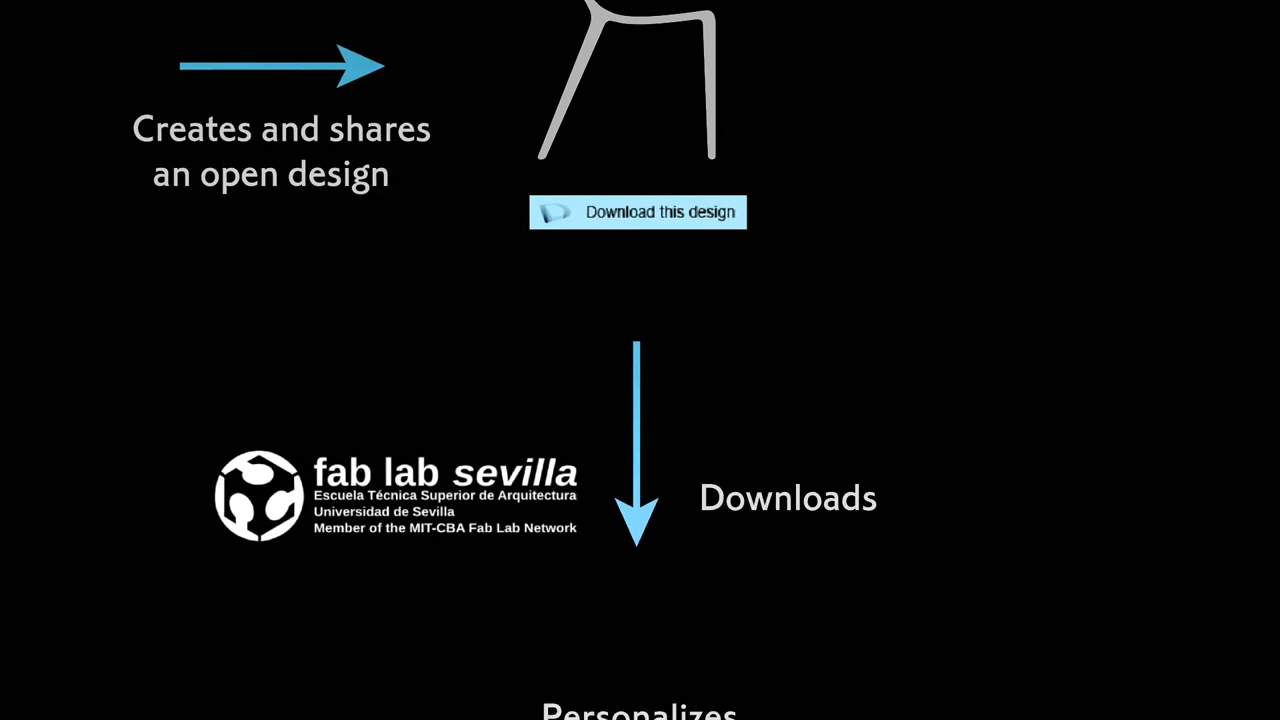 Creates and shares
an open design
Download this design
fab lab sevilla
Escuela Técnica Superior de Arquitectura
Universidad de Sevilla
Member of the MIT-CBA Fab Lab Network
Downloads
Personalizes